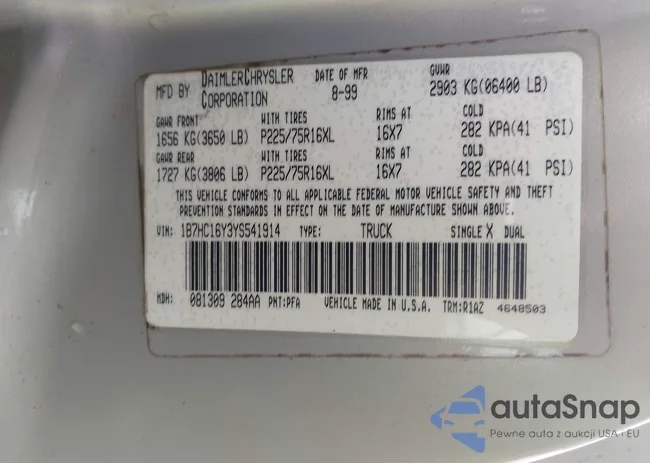 MFD BY DAIMLERCHRYSLER CORPORATION DATE OF MFR 8-99 GVWR 2903 KG(06400 LB)
GAWR FRONT WITH TIRES RIMS AT COLD
1656 KG(3650 LB) P225/75R16XL 16X7 282 KPA(41 PSI)
GAWR REAR WITH TIRES RIMS AT COLD
1727 KG(3806 LB) P225/75R16XL 16X7 282 KPA(41 PSI)
THIS VEHICLE CONFORMS TO ALL APPLICABLE FEDERAL MOTOR VEHICLE SAFETY AND THEFT
PREVENTION STANDARDS IN EFFECT ON THE DATE OF MANUFACTURE SHOWN ABOVE.
VIN: 1B7HC16Y3YS541914 TYPE: TRUCK SINGLE X DUAL
MDH: 081309 284AA PNT:PFA VEHICLE MADE IN U.S.A. TRM:R1AZ 4648503
autoSnap
Pewne auta z aukcji USA i EU